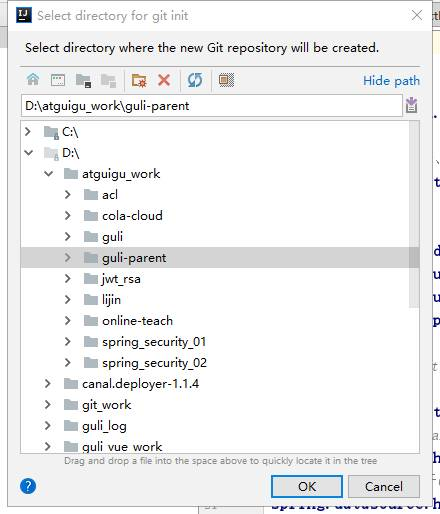 Select directory for git init
Select directory where the new Git repository will be created.
Hide path
D:\atguigu_work\guli-parent
C:\
D:\
atguigu_work
acl
cola-cloud
guli
guli-parent
jwt_rsa
lijin
online-teach
spring_security_01
spring_security_02
canal.deployer-1.1.4
git_work
guli_log
guli_vue_work
Drag and drop a file into the space above to quickly locate it in the tree
?
OK
Cancel